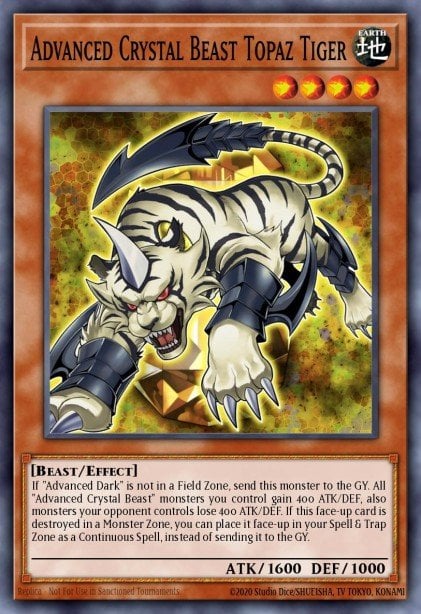 Advanced Crystal Beast Topaz Tiger
EARTH
地
[Beast/Effect]
If "Advanced Dark" is not in a Field Zone, send this monster to the GY. All
"Advanced Crystal Beast" monsters you control gain 400 ATK/DEF, also
monsters your opponent controls lose 400 ATK/DEF. If this face-up card is
destroyed in a Monster Zone, you can place it face-up in your Spell & Trap
Zone as a Continuous Spell, instead of sending it to the GY.
ATK/1600 DEF/1000
Replica - Not For Use in Sanctioned Tournaments
©2020 Studio Dice/SHUEISHA, TV TOKYO, KONAMI